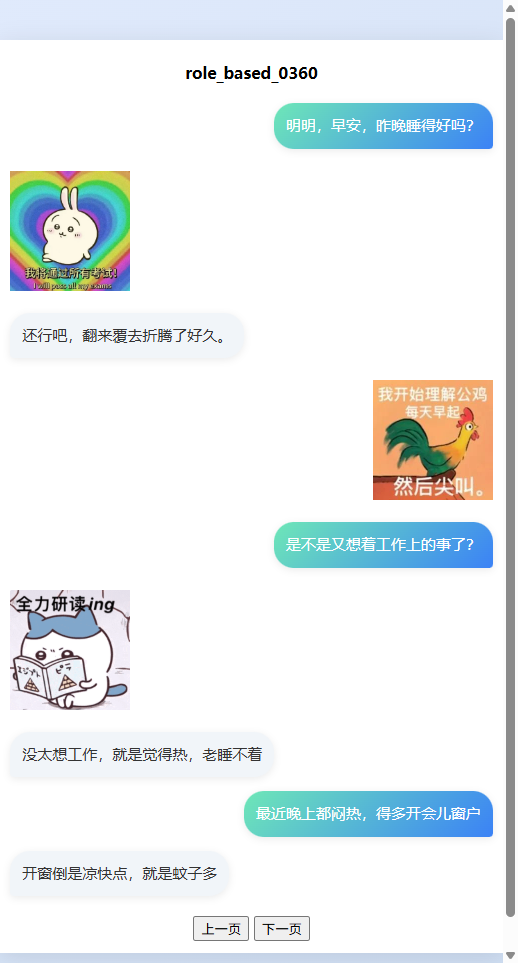 role_based_0360
明明，早安，昨晚睡得好吗？
我将通过所有考试！
I will pass all my exams
还行吧，翻来覆去折腾了好久。
我开始理解公鸡
每天早起
然后尖叫。
是不是又想着工作上的事了？
全力研读ing
エジプト
ピラ
没太想工作，就是觉得热，老睡不着
最近晚上都闷热，得多开会儿窗户
开窗倒是凉快点，就是蚊子多
上一页
下一页